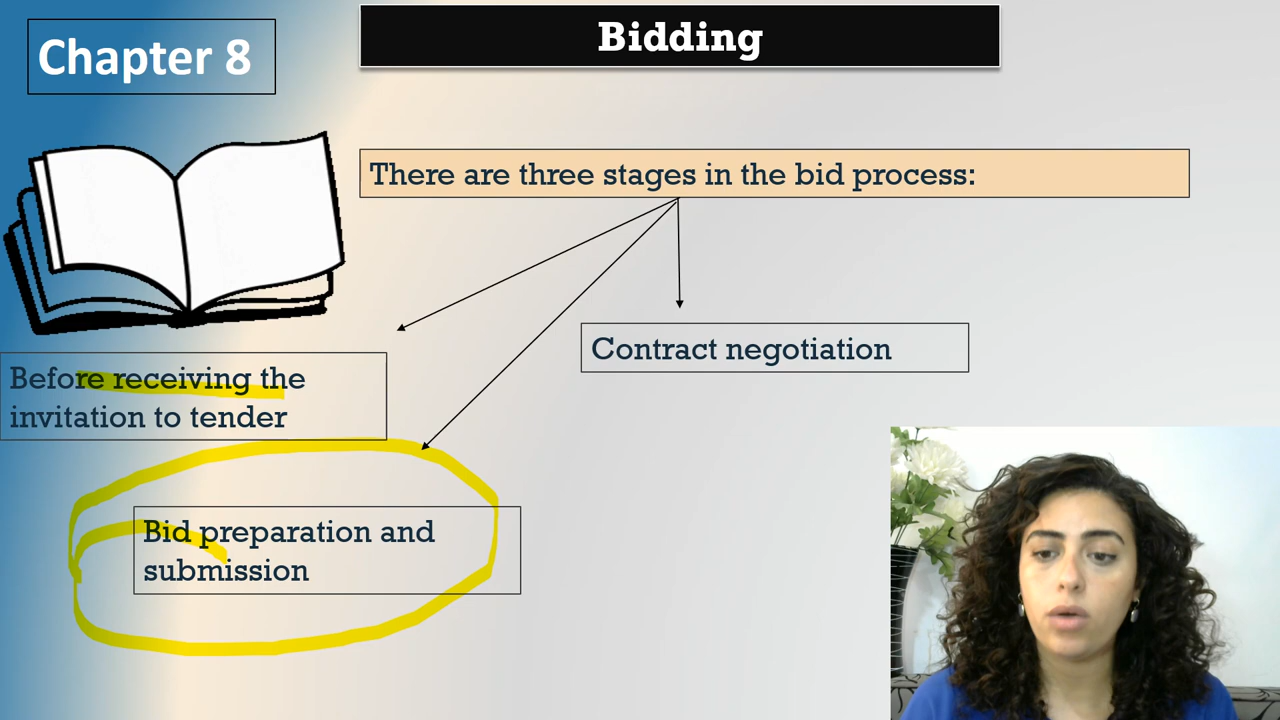 Chapter 8
Bidding
There are three stages in the bid process:
Contract negotiation
Before receiving the
invitation to tender
Bid preparation and
submission